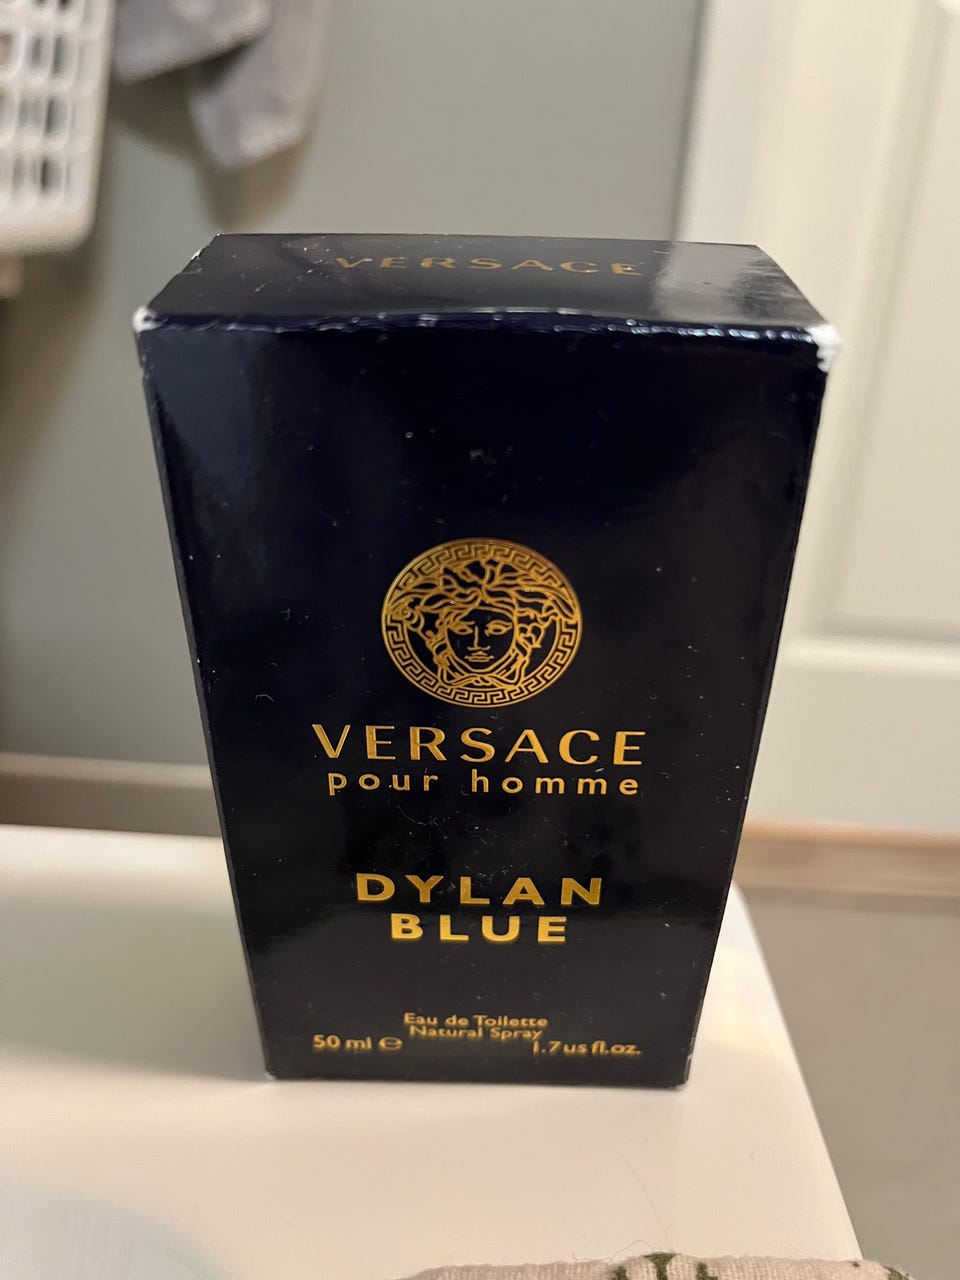 VERSACE
VERSACE
pour homme
DYLAN
BLUE
Eau de Toilette
Natural Spray
50 ml ℮ 1.7 us fl.oz.